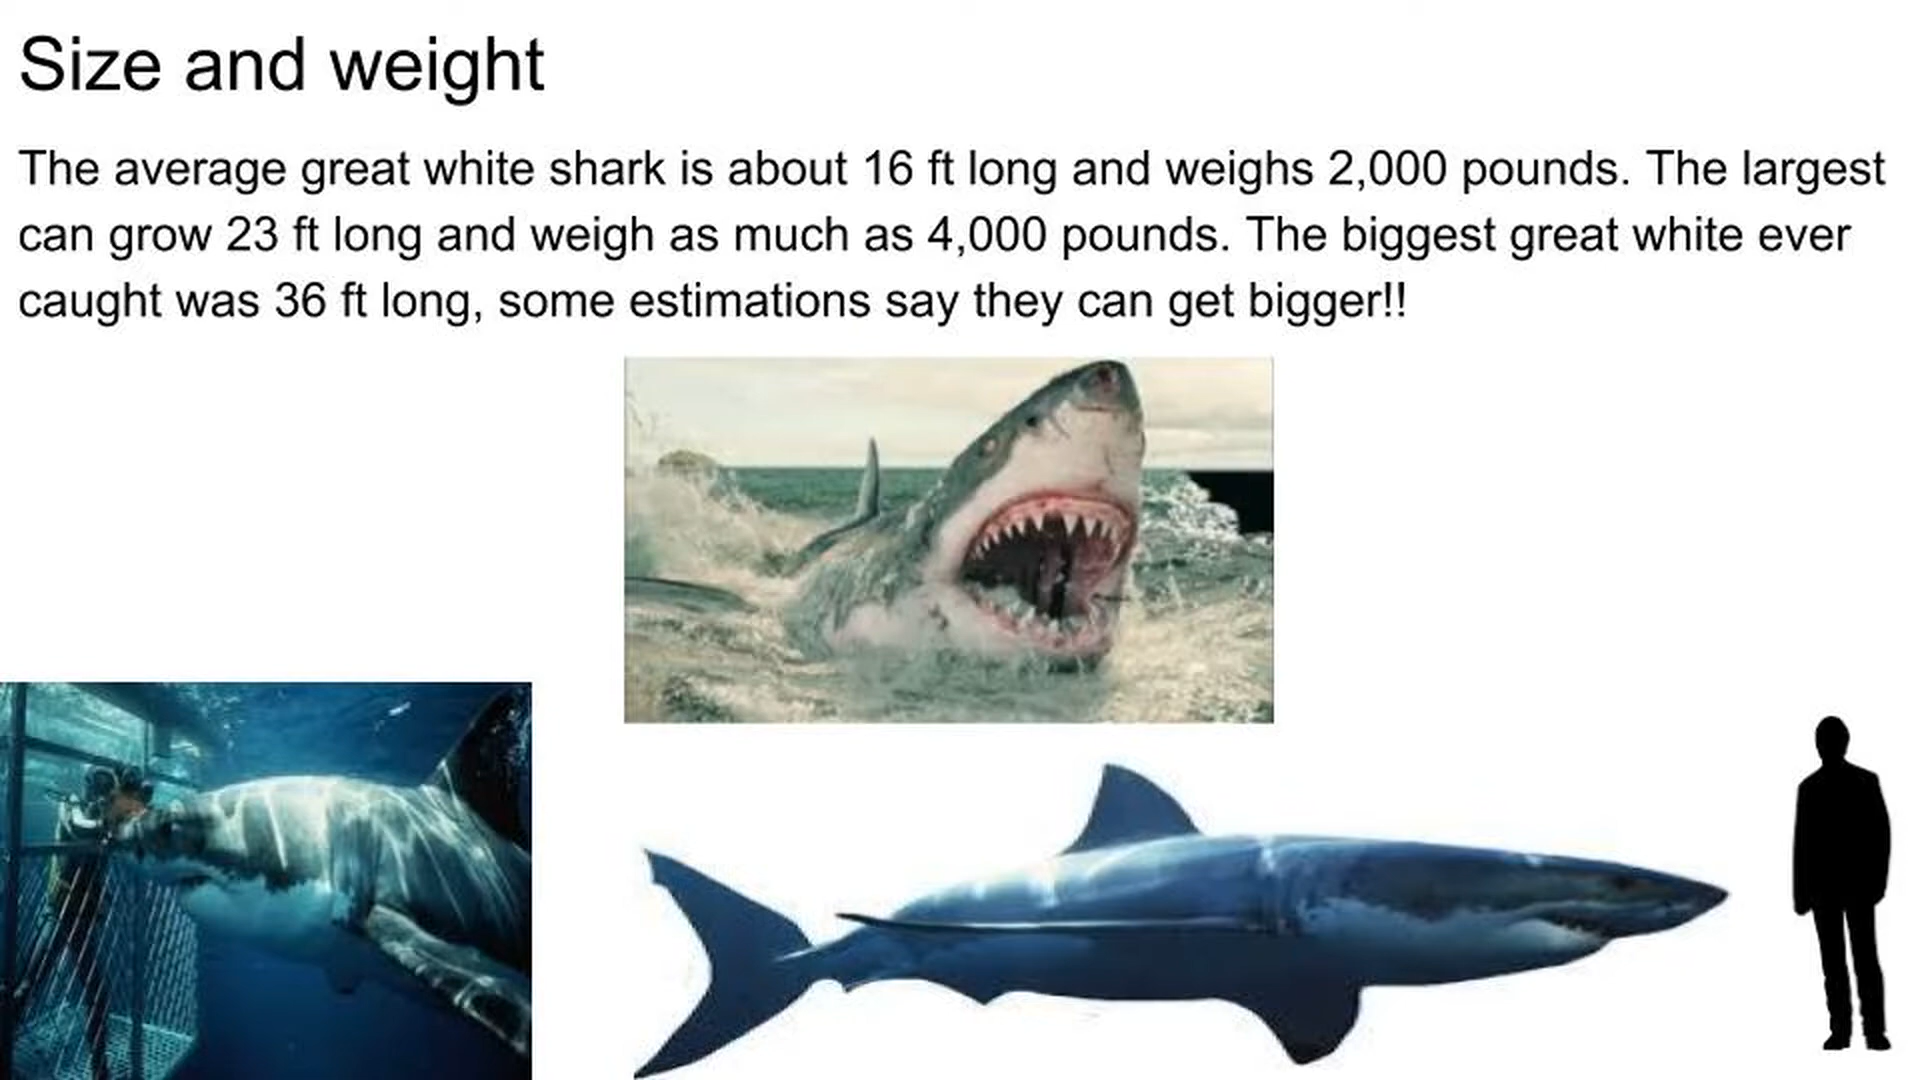 Size and weight
The average great white shark is about 16 ft long and weighs 2,000 pounds. The largest
can grow 23 ft long and weigh as much as 4,000 pounds. The biggest great white ever
caught was 36 ft long, some estimations say they can get bigger!!